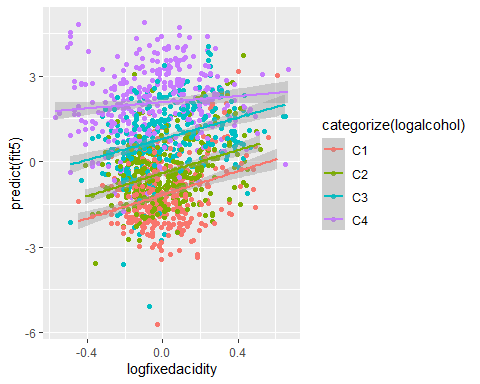 3
0
-3
-6
-0.4
0.0
0.4
logfixedacidity
predict(fit5)
categorize(logalcohol)
C1
C2
C3
C4